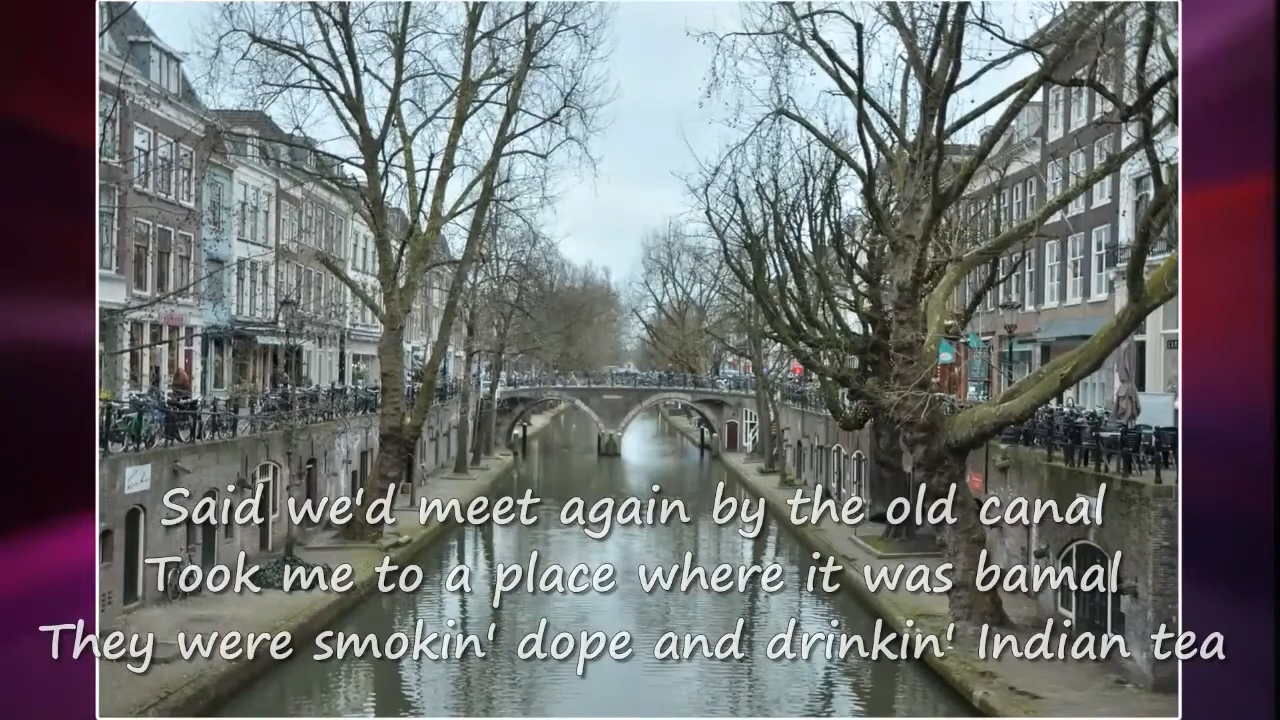 Said we'd meet again by the old canal
Took me to a place where it was bamal
They were smokin' dope and drinkin' Indian tea